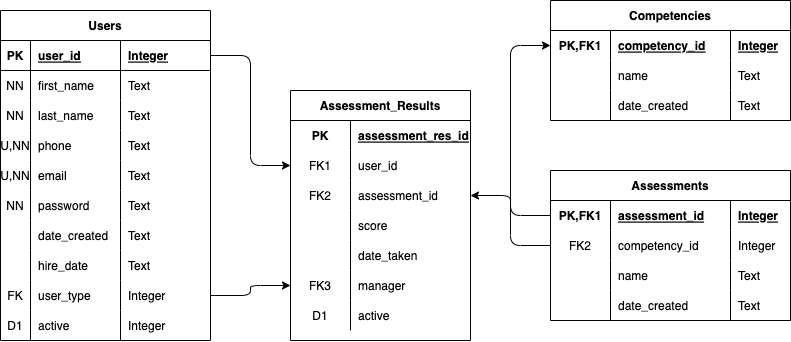 Users
PK user_id Integer
NN first_name Text
NN last_name Text
U,NN phone Text
U,NN email Text
NN password Text
date_created Text
hire_date Text
FK user_type Integer
D1 active Integer
Assessment_Results
PK assessment_res_id
FK1 user_id
FK2 assessment_id
score
date_taken
FK3 manager
D1 active
Competencies
PK,FK1 competency_id Integer
name Text
date_created Text
Assessments
PK,FK1 assessment_id Integer
FK2 competency_id Integer
name Text
date_created Text